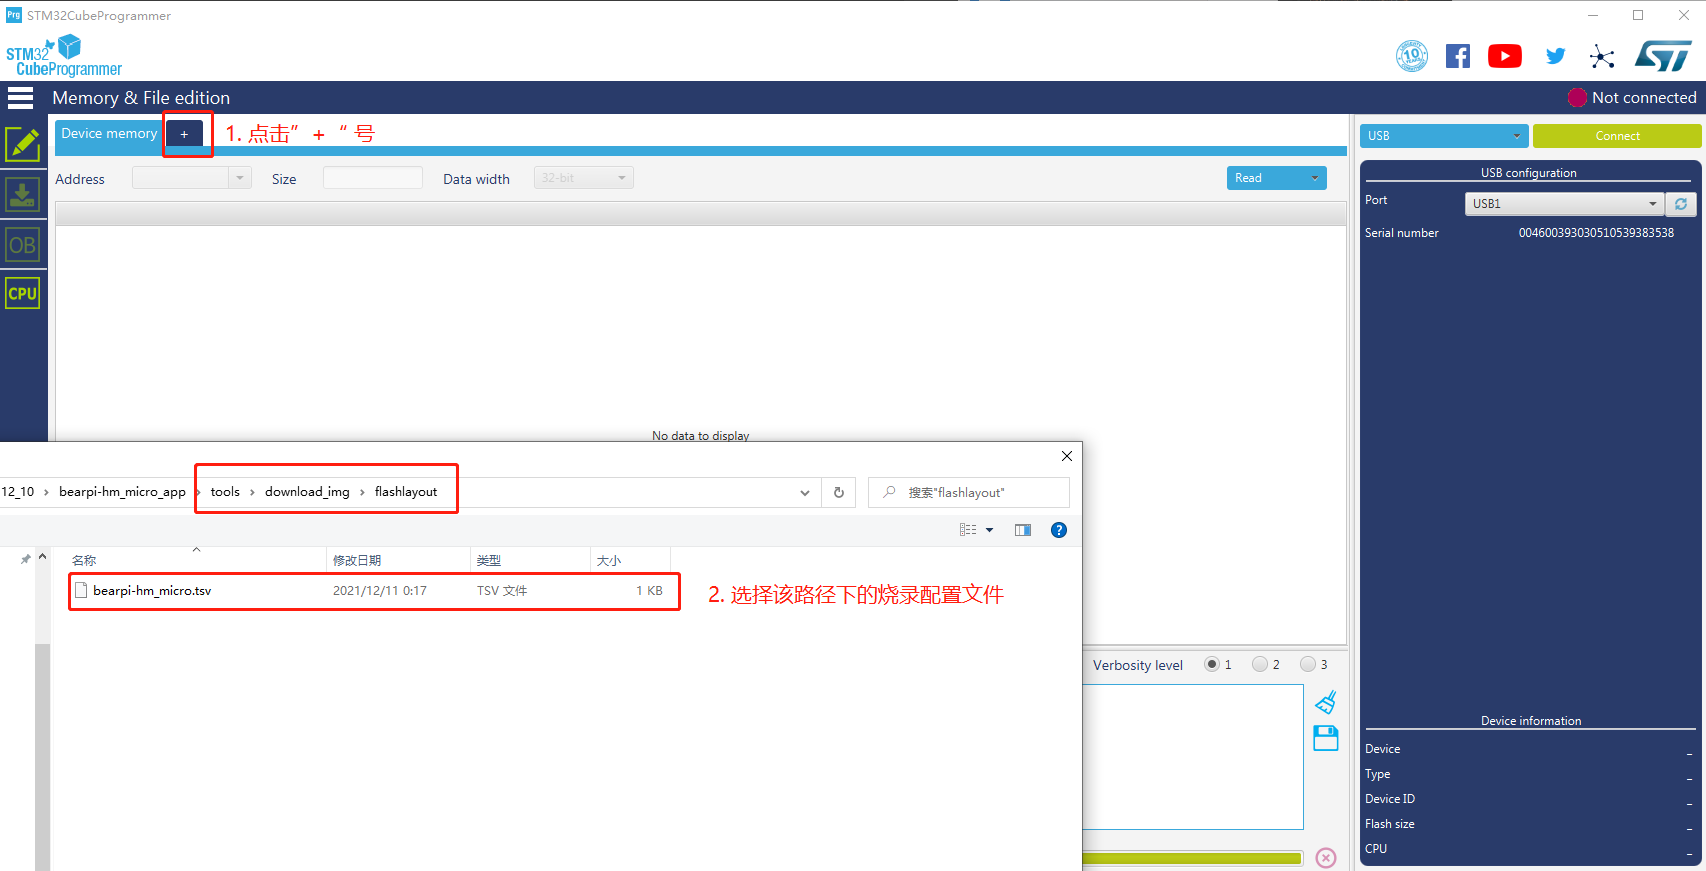 Prg STM32CubeProgrammer
STM32
CubeProgrammer
10 YEARS
ST
Memory & File edition
Not connected
Device memory
+
1. 点击”+“ 号
USB
Connect
Address
Size
Data width
32-bit
Read
USB configuration
Port
USB1
Serial number
004600393030510539383538
OB
CPU
No data to display
12_10 › bearpi-hm_micro_app › tools › download_img › flashlayout
搜索"flashlayout"
?
名称
修改日期
类型
大小
bearpi-hm_micro.tsv
2021/12/11 0:17
TSV 文件
1 KB
2. 选择该路径下的烧录配置文件
Verbosity level
1
2
3
Device information
Device
-
Type
-
Device ID
-
Flash size
-
CPU
-